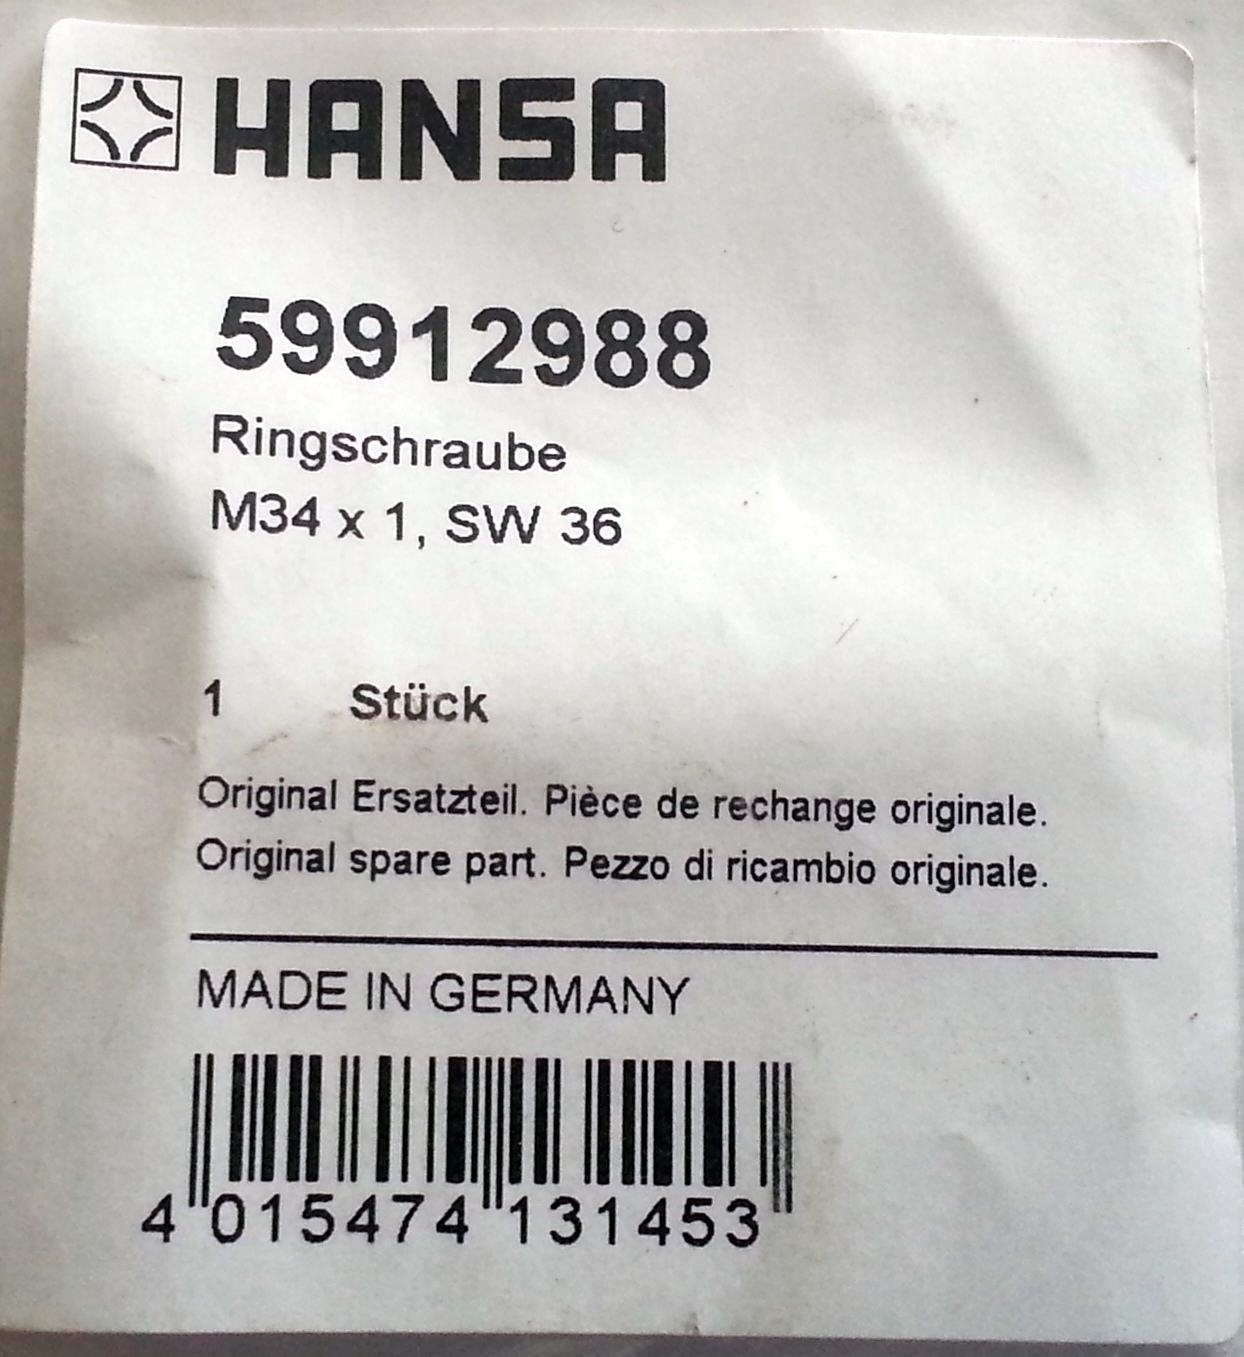 HANSA
59912988
Ringschraube
M34 x 1, SW 36
1 Stück
Original Ersatzteil. Pièce de rechange originale.
Original spare part. Pezzo di ricambio originale.
MADE IN GERMANY
4 015474 131453